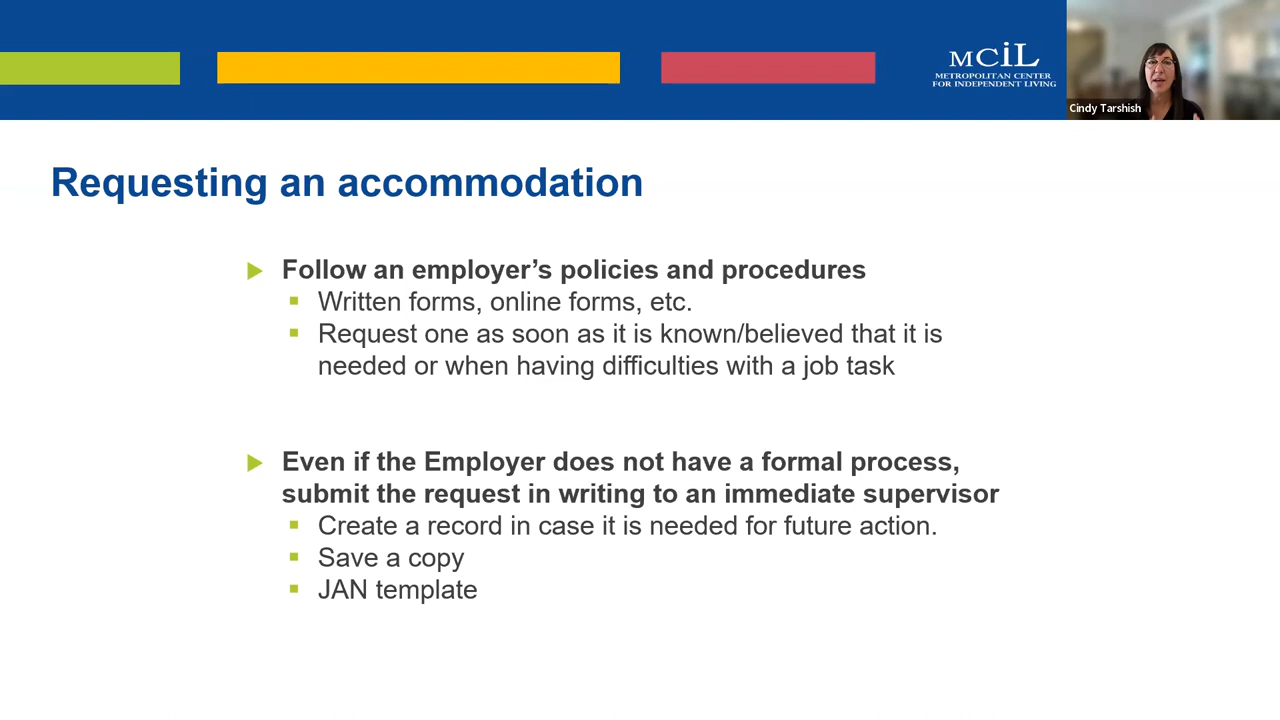 MCiL
METROPOLITAN CENTER
FOR INDEPENDENT LIVING
Cindy Tarshish
Requesting an accommodation
Follow an employer’s policies and procedures
Written forms, online forms, etc.
Request one as soon as it is known/believed that it is
needed or when having difficulties with a job task
Even if the Employer does not have a formal process,
submit the request in writing to an immediate supervisor
Create a record in case it is needed for future action.
Save a copy
JAN template